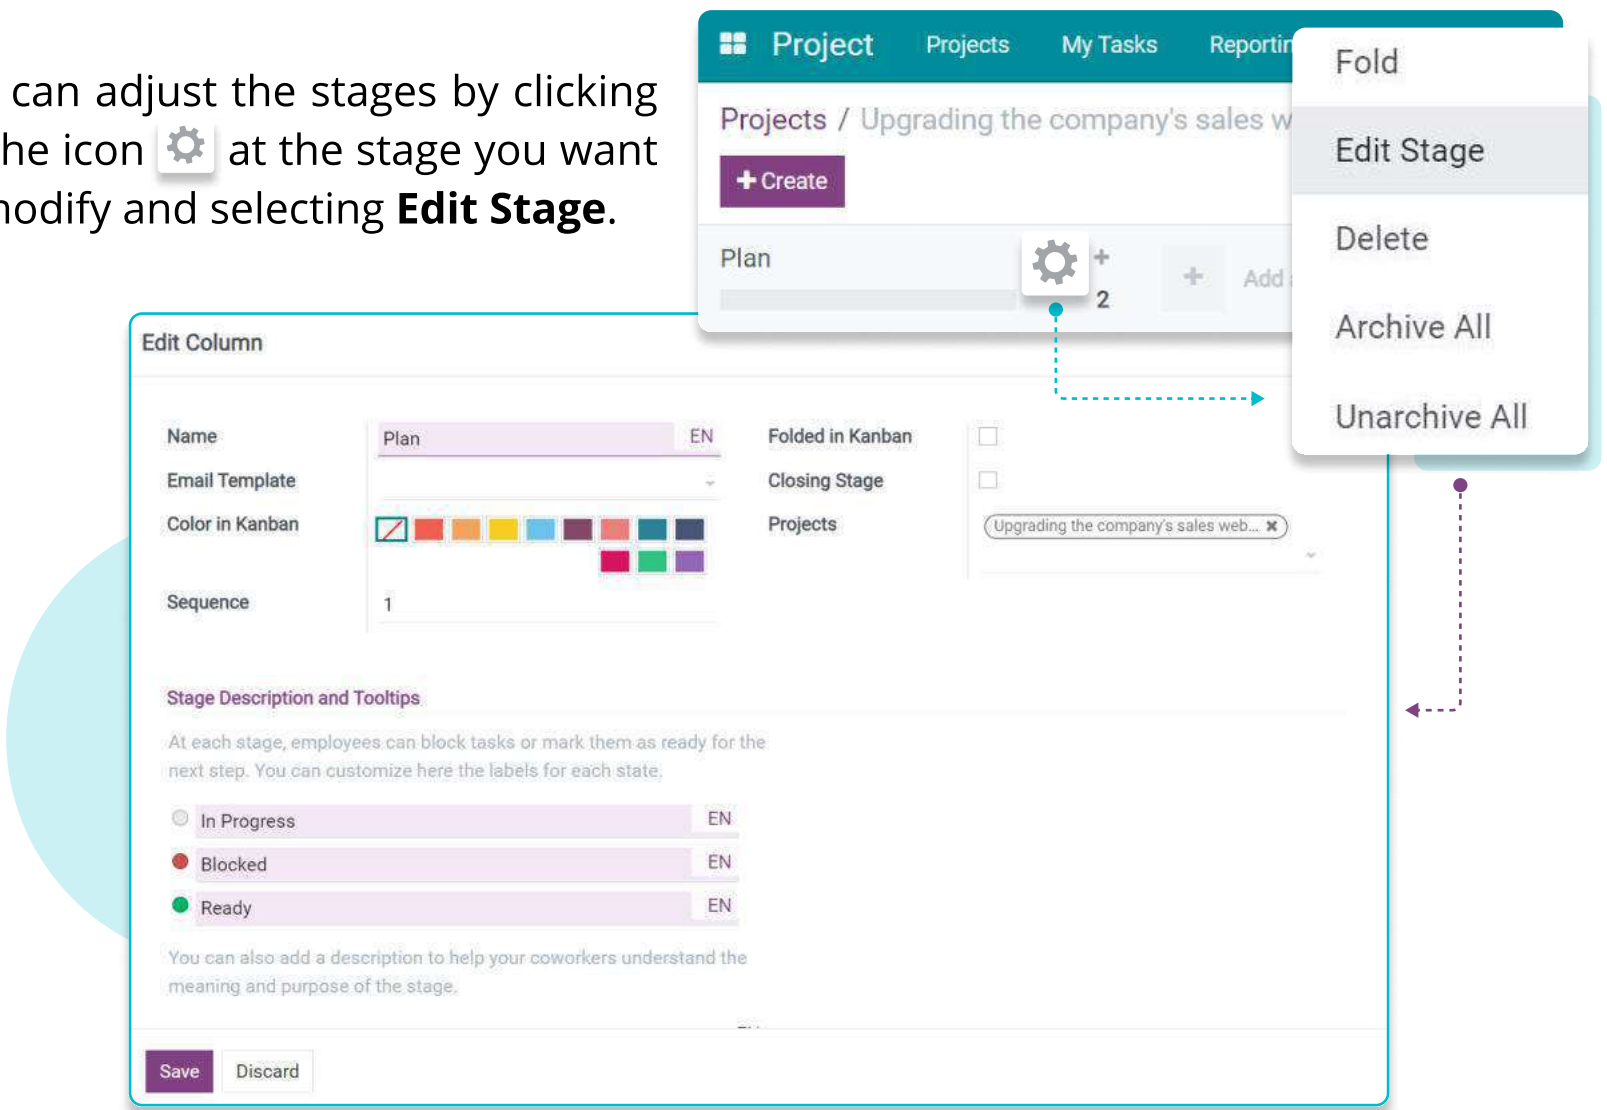 can adjust the stages by clicking
he icon at the stage you want
nodify and selecting Edit Stage.
Project Projects My Tasks Reportin
Projects / Upgrading the company's sales w
+ Create
Plan
+
2
+ Add
Fold
Edit Stage
Delete
Archive All
Unarchive All
Edit Column
Name Plan EN
Email Template
Color in Kanban
Sequence 1
Folded in Kanban
Closing Stage
Projects Upgrading the company's sales web... ✖
Stage Description and Tooltips
At each stage, employees can block tasks or mark them as ready for the
next step. You can customize here the labels for each state.
In Progress EN
Blocked EN
Ready EN
You can also add a description to help your coworkers understand the
meaning and purpose of the stage.
Save Discard